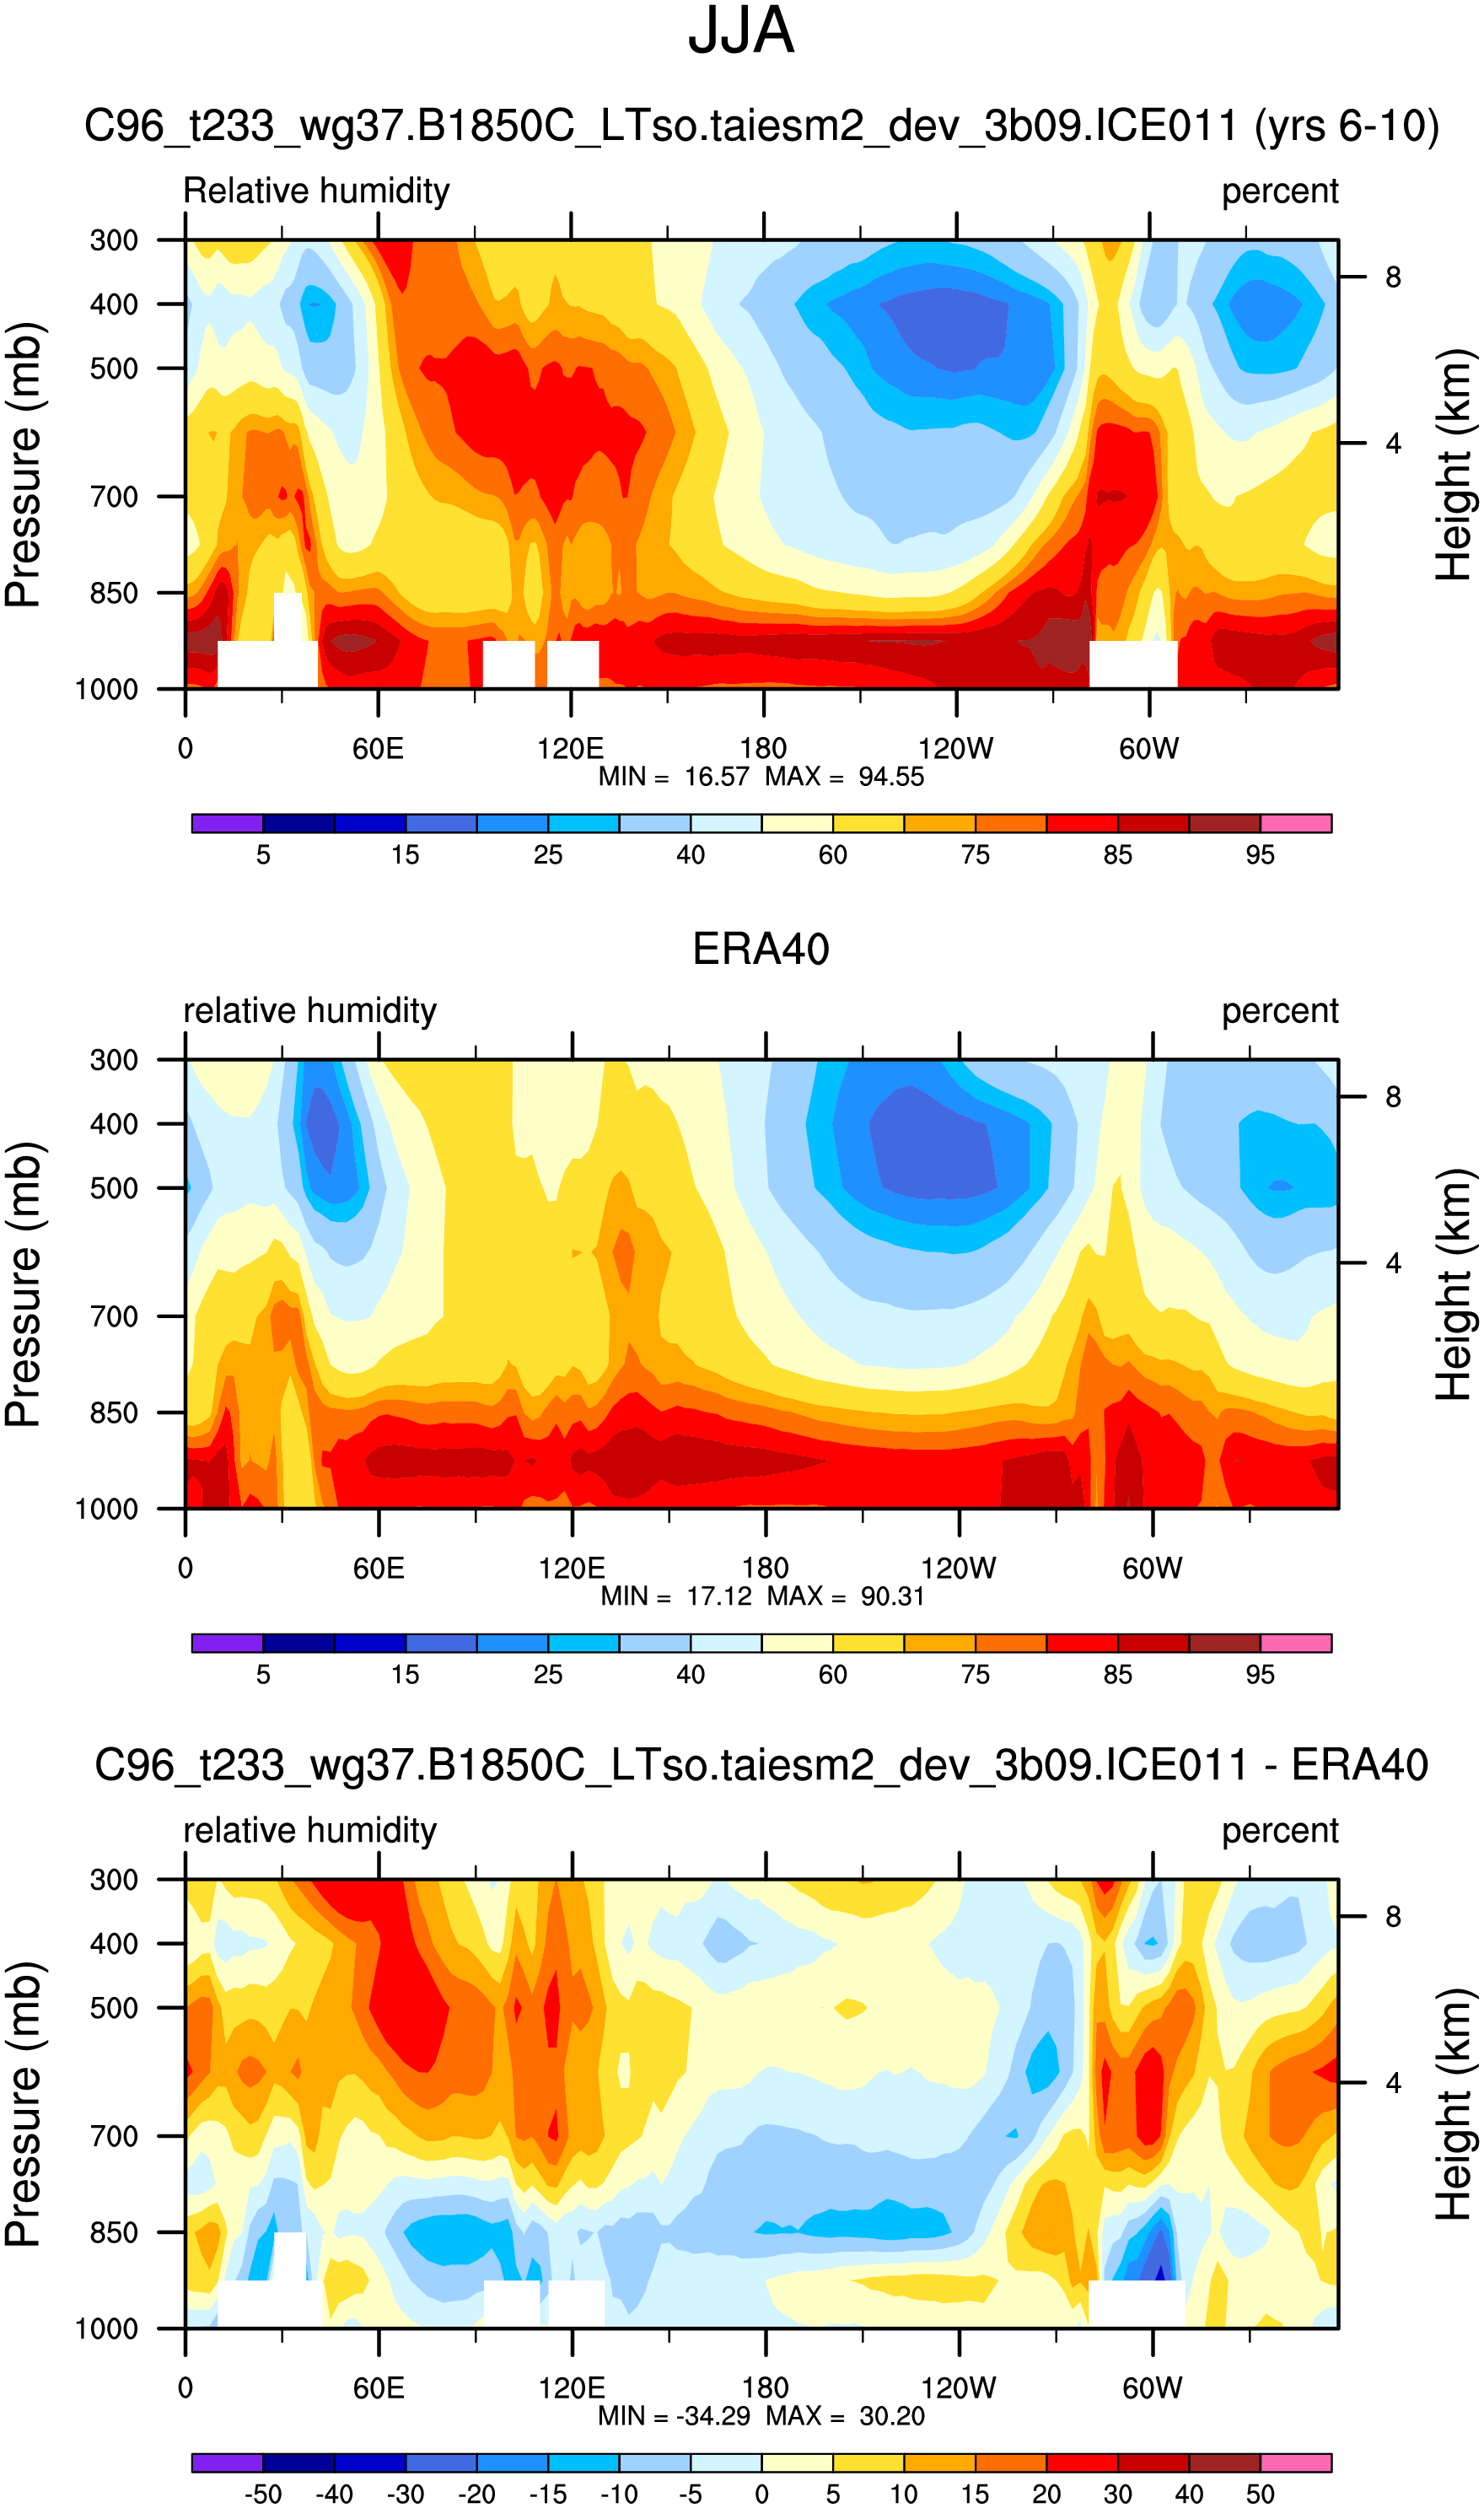 JJA
C96_t233_wg37.B1850C_LTso.taiesm2_dev_3b09.ICE011 (yrs 6-10)
Relative humidity percent
Pressure (mb)
Height (km)
300
400
500
600
700
850
1000
8
4
0 60E 120E 180 120W 60W
MIN = 16.57 MAX = 94.55
5 15 25 40 60 75 85 95
ERA40
relative humidity percent
Pressure (mb)
Height (km)
300
400
500
700
850
1000
8
4
0 60E 120E 180 120W 60W
MIN = 17.12 MAX = 90.31
5 15 25 40 60 75 85 95
C96_t233_wg37.B1850C_LTso.taiesm2_dev_3b09.ICE011 - ERA40
relative humidity percent
Pressure (mb)
Height (km)
300
400
500
700
850
1000
8
4
0 60E 120E 180 120W 60W
MIN = -34.29 MAX = 30.20
-50 -40 -30 -20 -15 -10 -5 0 5 10 15 20 30 40 50